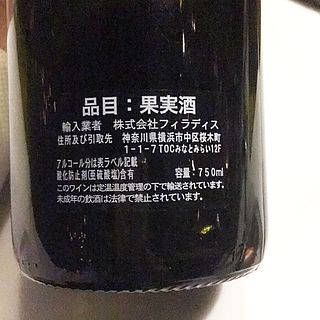 品目：果実酒
輸入業者　株式会社フィラディス
住所及び引取先　神奈川県横浜市中区桜木町
1-1-7TOCみなとみらい12F
アルコール分は表ラベル記載
酸化防止剤(亜硫酸塩)含有　容量：750ml
このワインは定温温度管理の下で輸送されています。
未成年の飲酒は法律で禁止されています。